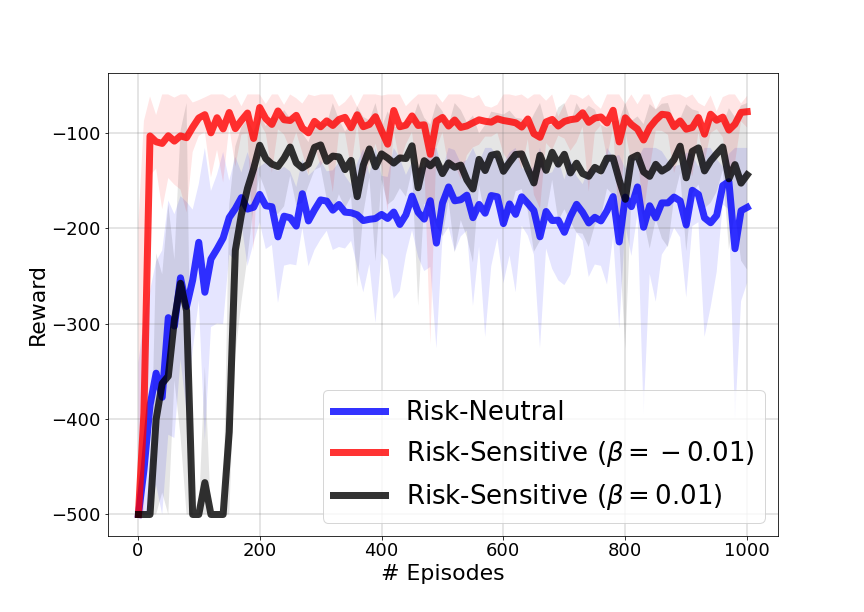 Reward
−100
−200
−300
−400
−500
0 200 400 600 800 1000
# Episodes
Risk-Neutral
Risk-Sensitive (β = −0.01)
Risk-Sensitive (β = 0.01)